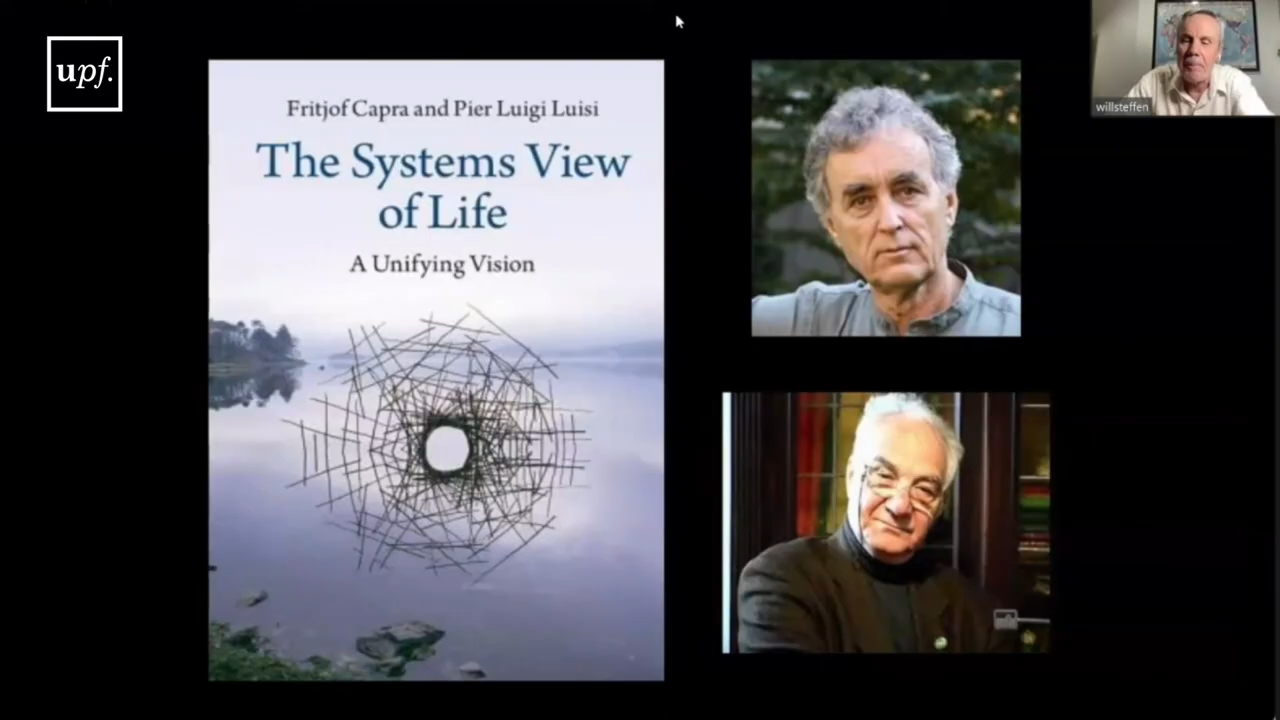 upf.
Fritjof Capra and Pier Luigi Luisi
The Systems View
of Life
A Unifying Vision
willsteffen